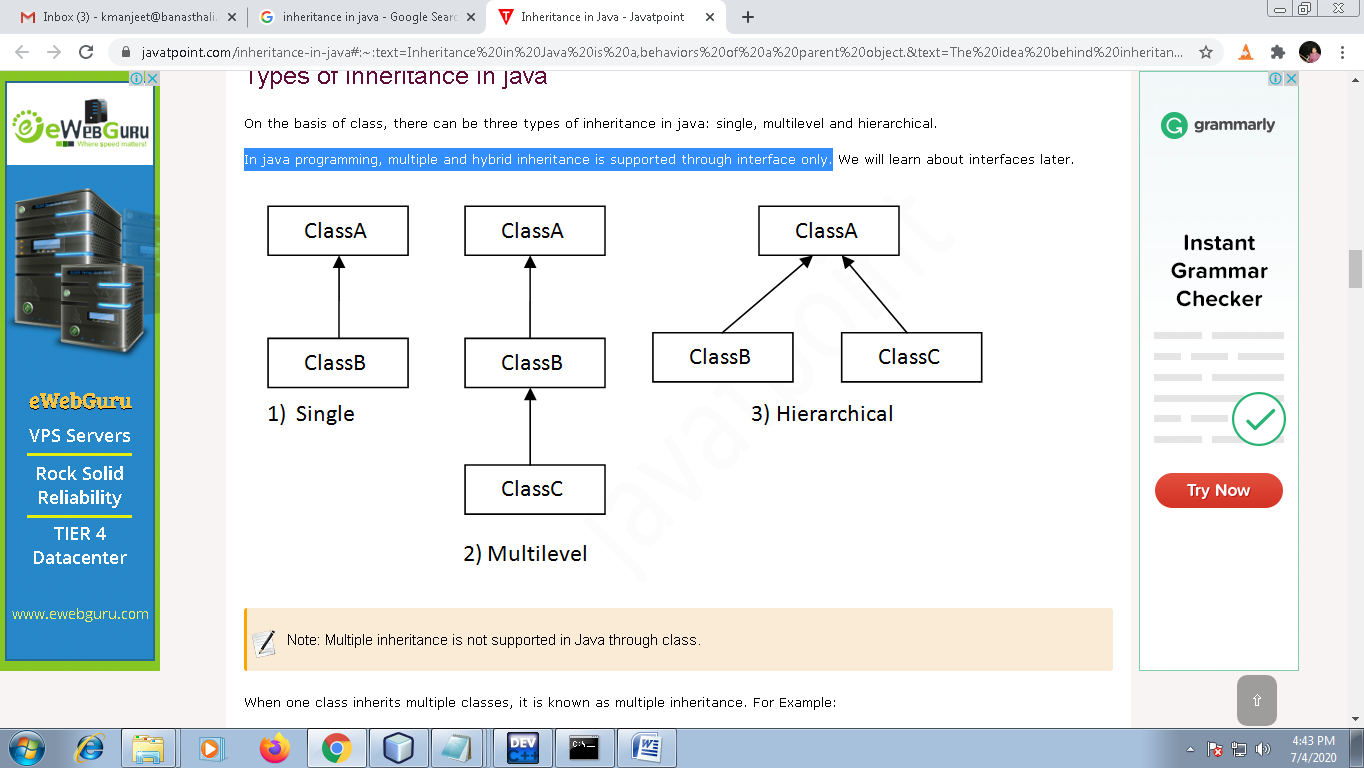 Inbox (3) - kmanjeet@banasthali.
inheritance in java - Google Searc
Inheritance in Java - Javatpoint
javatpoint.com/inheritance-in-java#:~:text=Inheritance%20in%20Java%20is%20a,behaviors%20of%20a%20parent%20object.&text=The%20idea%20behind%20inheritan...
Types of inheritance in java
On the basis of class, there can be three types of inheritance in java: single, multilevel and hierarchical.
In java programming, multiple and hybrid inheritance is supported through interface only. We will learn about interfaces later.
ClassA
ClassB
1) Single
ClassA
ClassB
ClassC
2) Multilevel
ClassA
ClassB
ClassC
3) Hierarchical
Javatpoint
Note: Multiple inheritance is not supported in Java through class.
When one class inherits multiple classes, it is known as multiple inheritance. For Example:
eWebGuru
Where speed matters!
eWebGuru
VPS Servers
Rock Solid
Reliability
TIER 4
Datacenter
www.ewebguru.com
grammarly
Instant
Grammar
Checker
Try Now
DEV
C++
4:43 PM
7/4/2020